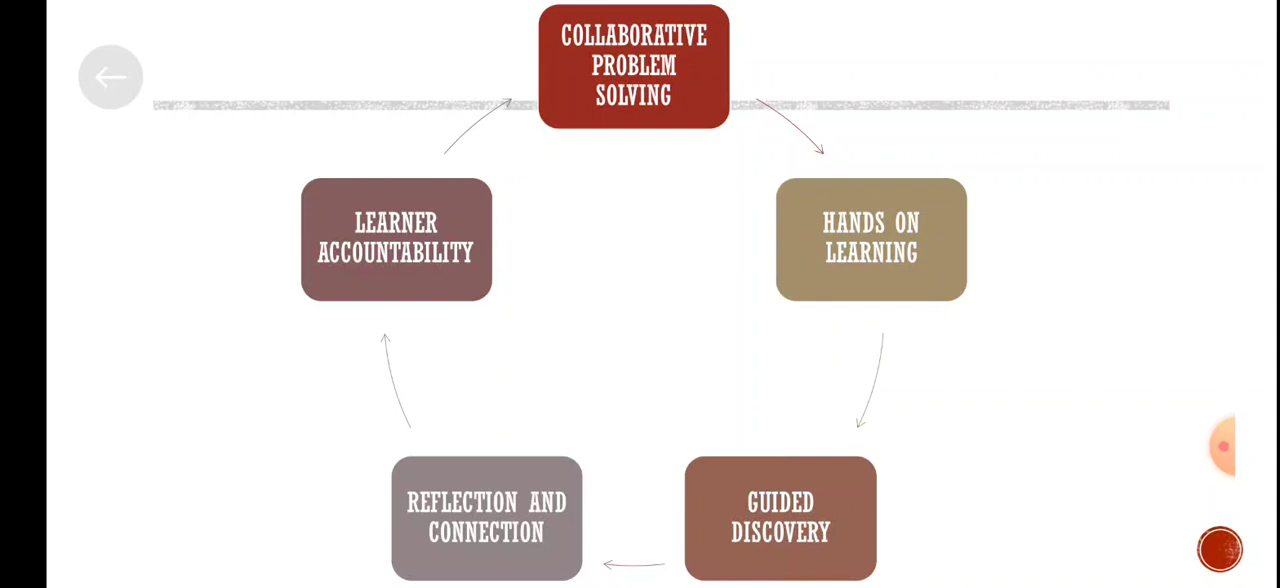 COLLABORATIVE
PROBLEM
SOLVING
HANDS ON
LEARNING
GUIDED
DISCOVERY
REFLECTION AND
CONNECTION
LEARNER
ACCOUNTABILITY